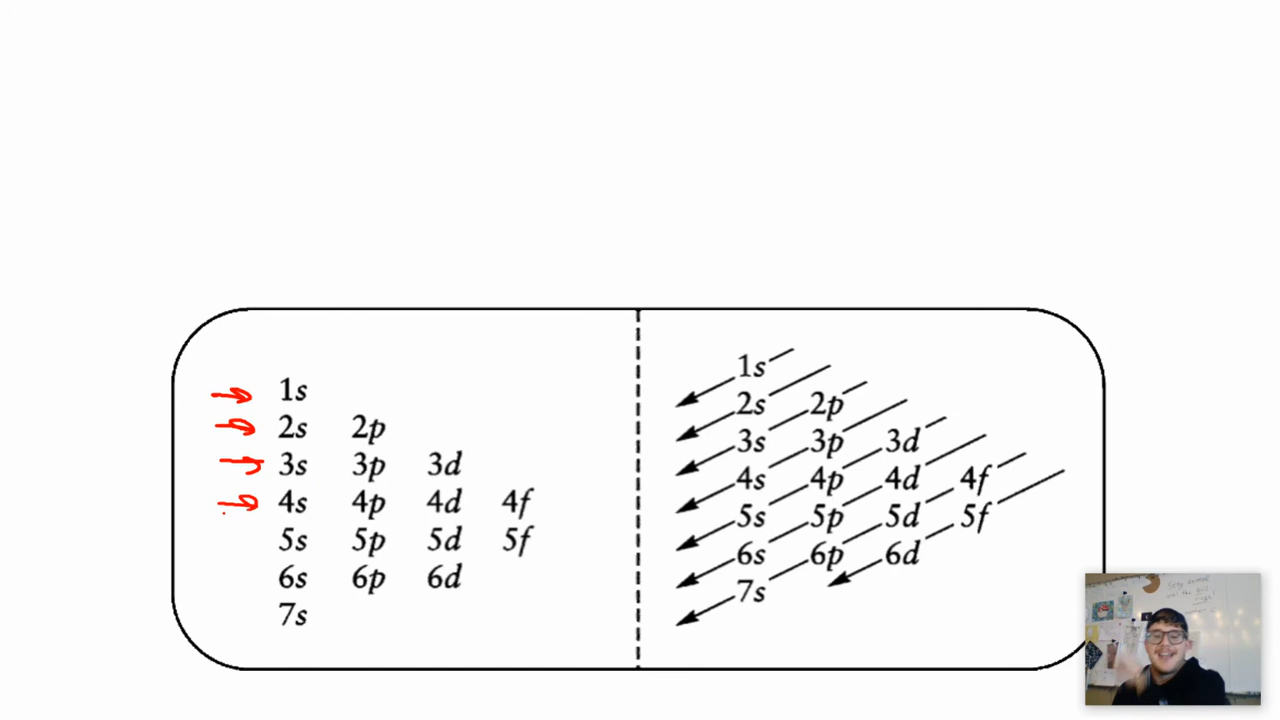 1s
2s 2p
3s 3p 3d
4s 4p 4d 4f
5s 5p 5d 5f
6s 6p 6d
7s
1s
2s 2p
3s 3p 3d
4s 4p 4d 4f
5s 5p 5d 5f
6s 6p 6d
7s